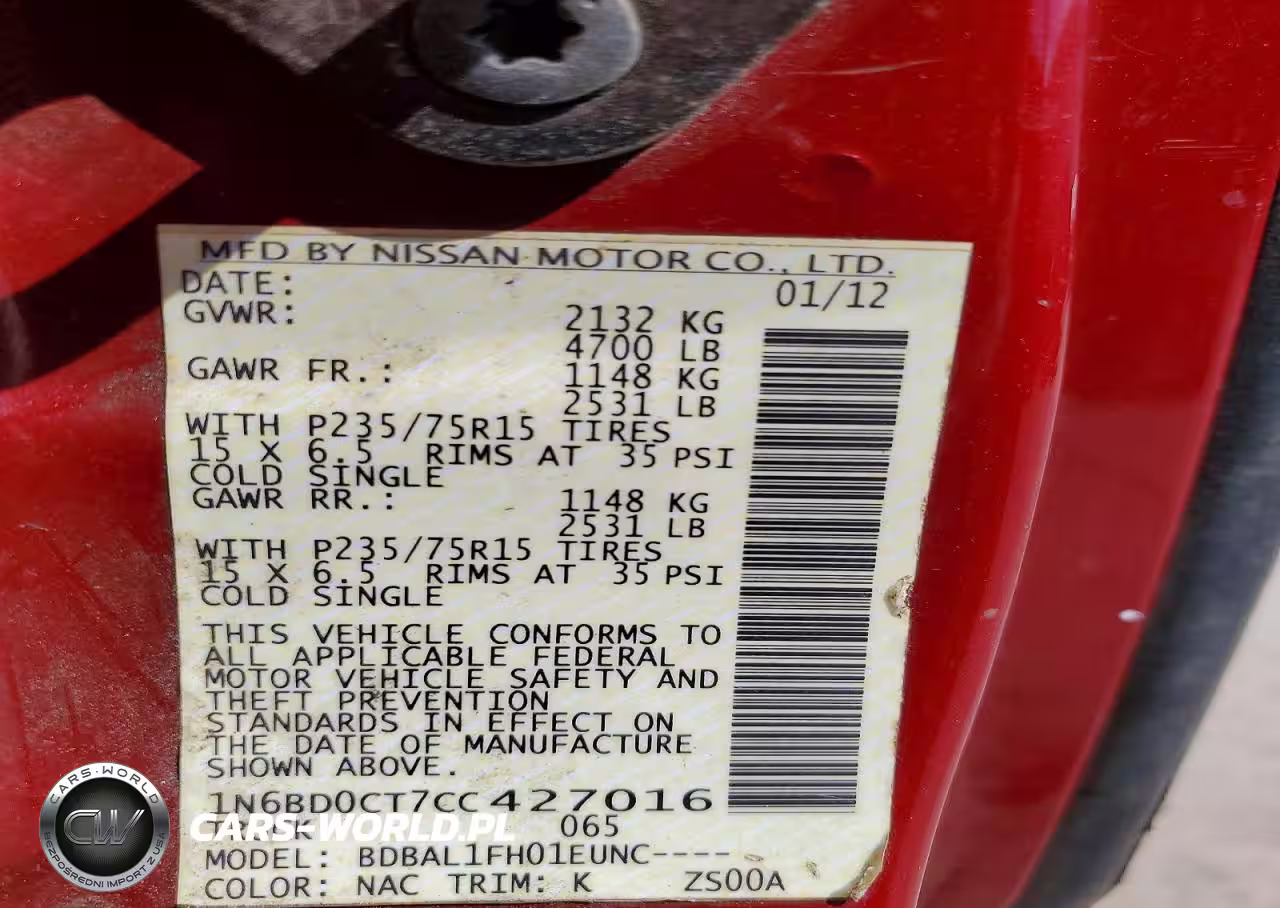 MFD BY NISSAN MOTOR CO., LTD.
DATE: 01/12
GVWR: 2132 KG
4700 LB
GAWR FR.: 1148 KG
2531 LB
WITH P235/75R15 TIRES
15 X 6.5 RIMS AT 35 PSI
COLD SINGLE
GAWR RR.: 1148 KG
2531 LB
WITH P235/75R15 TIRES
15 X 6.5 RIMS AT 35 PSI
COLD SINGLE
THIS VEHICLE CONFORMS TO
ALL APPLICABLE FEDERAL
MOTOR VEHICLE SAFETY AND
THEFT PREVENTION
STANDARDS IN EFFECT ON
THE DATE OF MANUFACTURE
SHOWN ABOVE.
1N6BD0CT7CC427016
065
MODEL: BDBAL1FH01EUNC----
COLOR: NAC TRIM: K ZS00A
CARS-WORLD
CW
BEZPOŚREDNI IMPORT Z USA
CARS-WORLD.PL